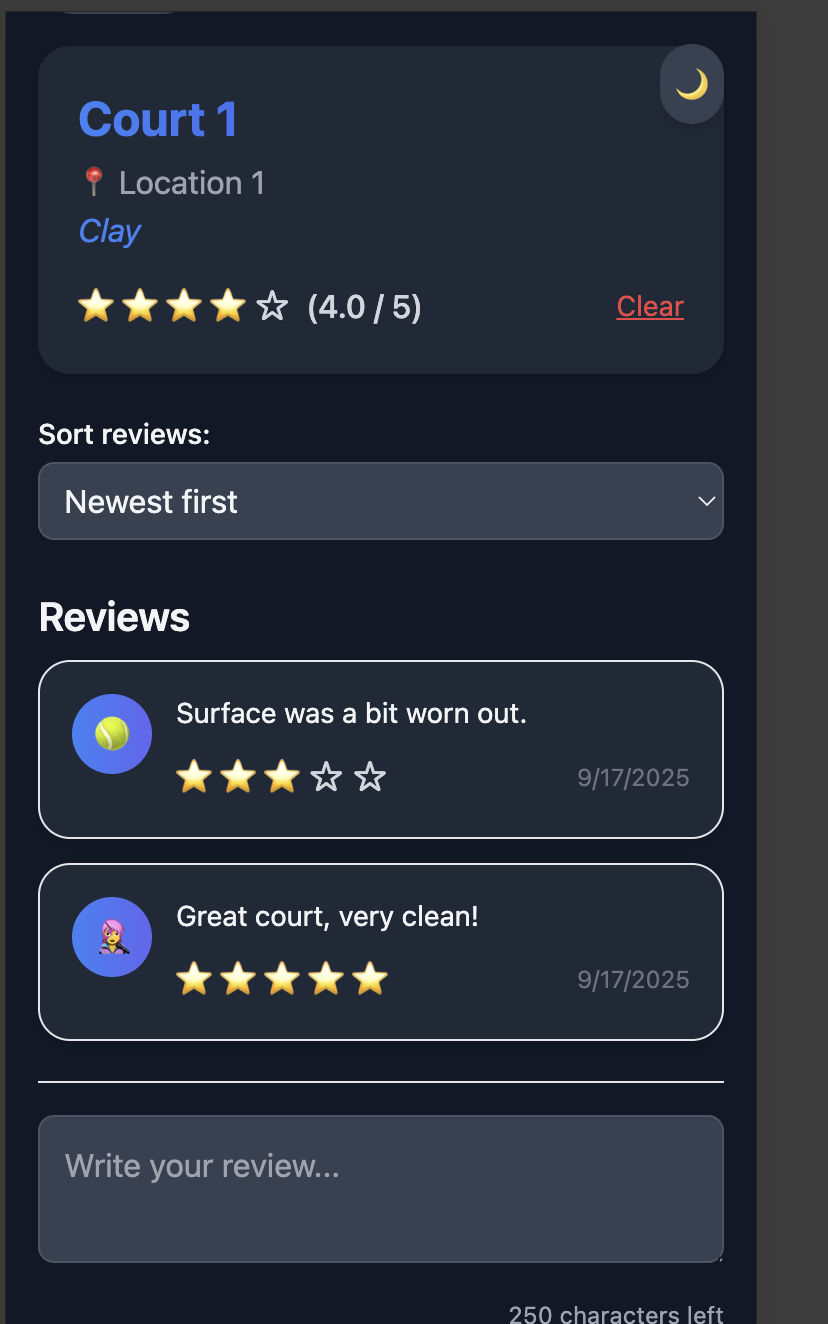 Court 1
📍 Location 1
Clay
(4.0 / 5) Clear
Sort reviews:
Newest first
Reviews
Surface was a bit worn out.
9/17/2025
Great court, very clean!
9/17/2025
Write your review...
250 characters left